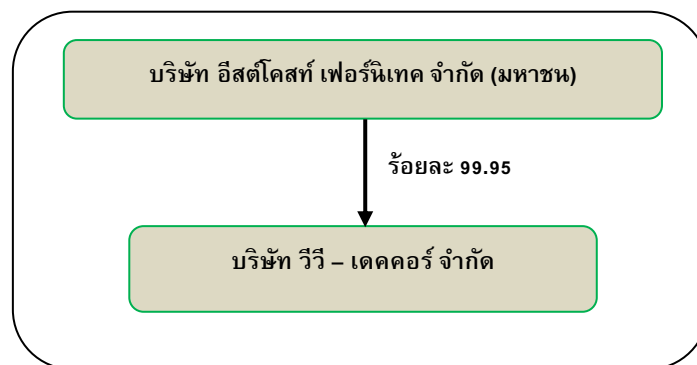 บริษัท อีสต์โคสท์ เฟอร์นิเทค จำกัด (มหาชน)
ร้อยละ 99.95
บริษัท วีวี – เดคคอร์ จำกัด